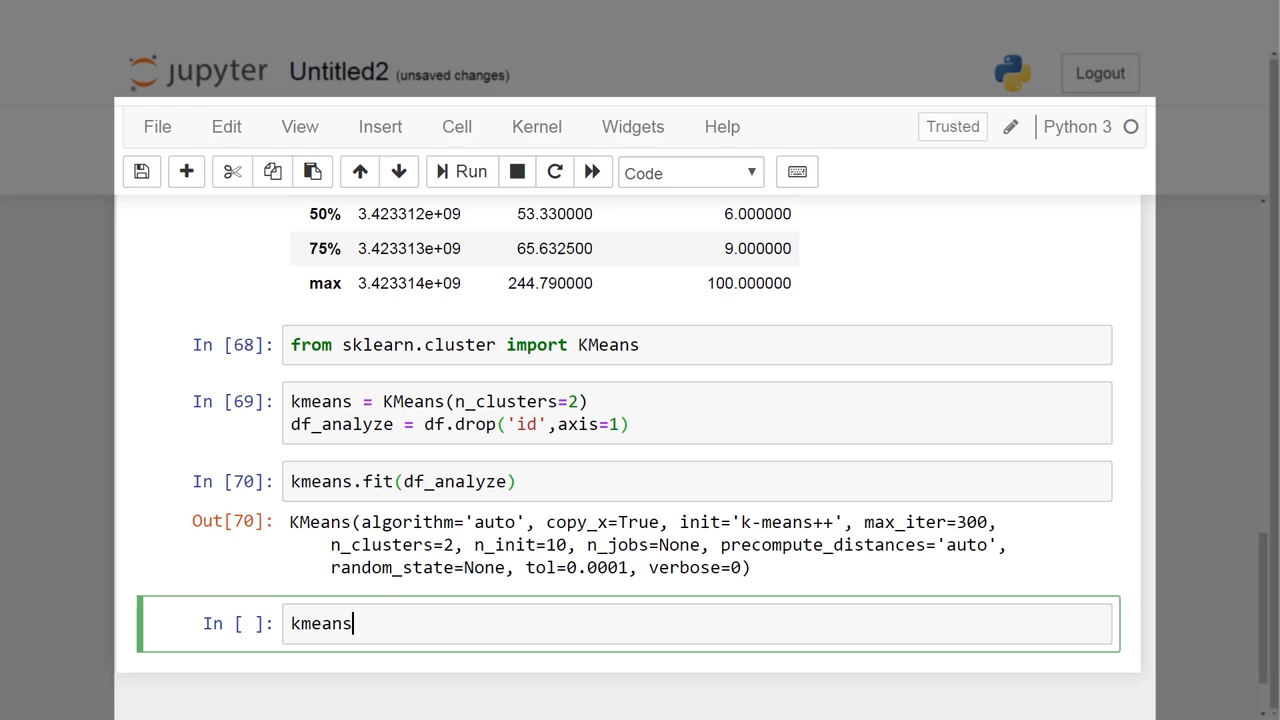 jupyter Untitled2 (unsaved changes) Logout
File Edit View Insert Cell Kernel Widgets Help Trusted Python 3
Run Code
50% 3.423312e+09 53.330000 6.000000
75% 3.423313e+09 65.632500 9.000000
max 3.423314e+09 244.790000 100.000000
In [68]: from sklearn.cluster import KMeans
In [69]: kmeans = KMeans(n_clusters=2)
df_analyze = df.drop('id',axis=1)
In [70]: kmeans.fit(df_analyze)
Out[70]: KMeans(algorithm='auto', copy_x=True, init='k-means++', max_iter=300,
n_clusters=2, n_init=10, n_jobs=None, precompute_distances='auto',
random_state=None, tol=0.0001, verbose=0)
In [ ]: kmeans